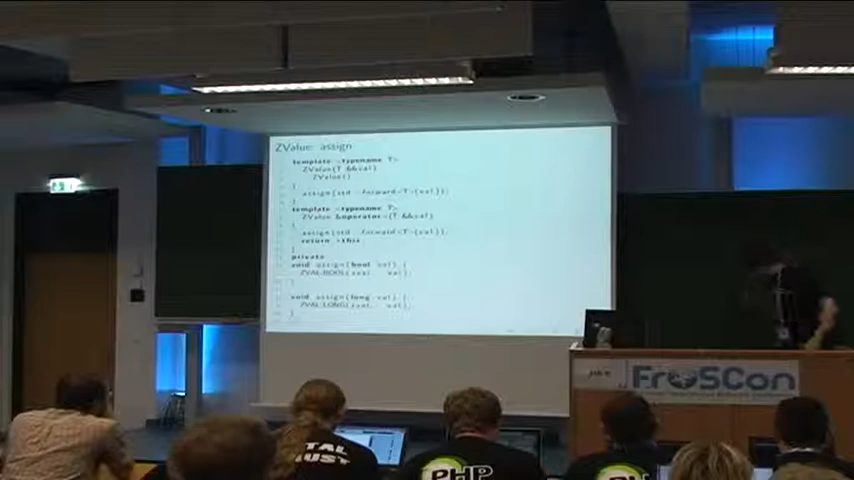 ZValue: assign
template <typename T>
ZValue(T &&val)
ZValue()
{
assign(std::forward<T>(val));
}
template <typename T>
ZValue &operator=(T &&val)
{
assign(std::forward<T>(val));
return *this
}
private
void assign(bool val) {
ZVAL_BOOL(zval, val);
}
void assign(long val) {
ZVAL_LONG(zval, val);
}
FrOSCon
TAL
UST
PHP